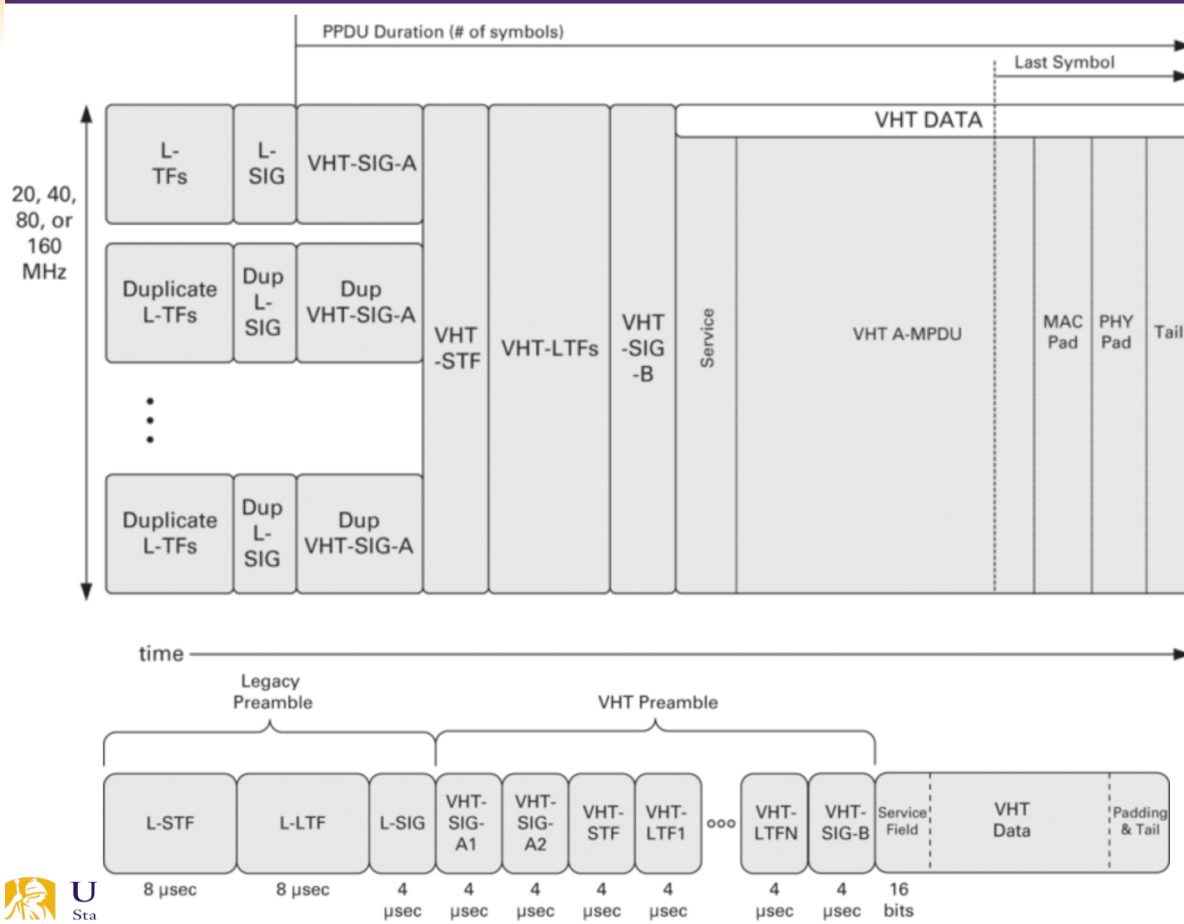 PPDU Duration (# of symbols)
Last Symbol
20, 40,
80, or
160
MHz
L-
TFs
L-
SIG
VHT-SIG-A
Duplicate
L-TFs
Dup
L-
SIG
Dup
VHT-SIG-A
Duplicate
L-TFs
Dup
L-
SIG
Dup
VHT-SIG-A
VHT
-STF
VHT-LTFs
VHT
-SIG
-B
VHT DATA
Service
VHT A-MPDU
MAC
Pad
PHY
Pad
Tail
time
Legacy
Preamble
VHT Preamble
L-STF
L-LTF
L-SIG
VHT-
SIG-
A1
VHT-
SIG-
A2
VHT-
STF
VHT-
LTF1
VHT-
LTFN
VHT-
SIG-B
Service
Field
VHT
Data
Padding
& Tail
8 µsec
8 µsec
4
µsec
4
µsec
4
µsec
4
µsec
4
µsec
4
µsec
4
µsec
16
bits
U
Sta